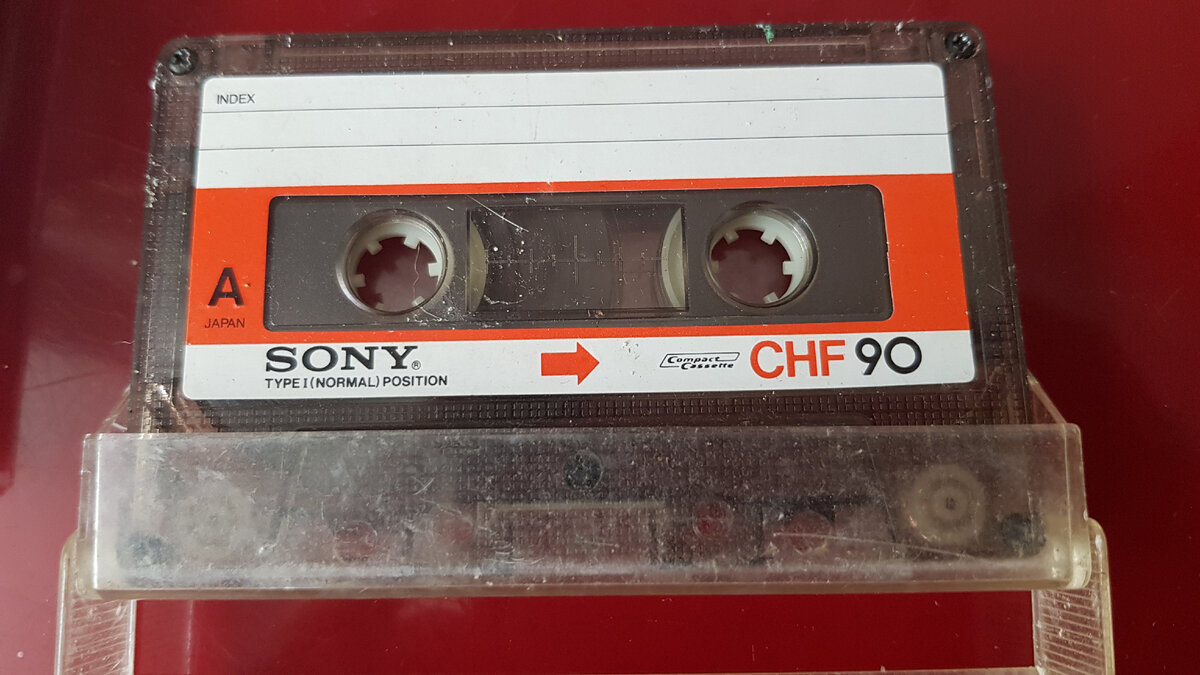 INDEX
A
JAPAN
SONY®
TYPE I (NORMAL) POSITION
Compact
Cassette
CHF 90